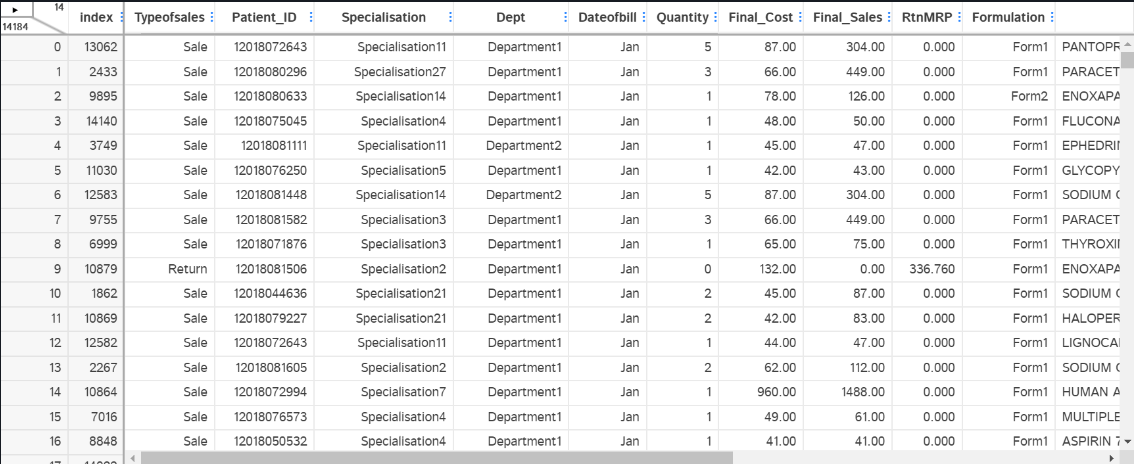 14
14184
index Typeofsales Patient_ID Specialisation Dept Dateofbill Quantity Final_Cost Final_Sales RtnMRP Formulation
0 13062 Sale 12018072643 Specialisation11 Department1 Jan 5 87.00 304.00 0.000 Form1 PANTOPR
1 2433 Sale 12018080296 Specialisation27 Department1 Jan 3 66.00 449.00 0.000 Form1 PARACET
2 9895 Sale 12018080633 Specialisation14 Department1 Jan 1 78.00 126.00 0.000 Form2 ENOXAPA
3 14140 Sale 12018075045 Specialisation4 Department1 Jan 1 48.00 50.00 0.000 Form1 FLUCONA
4 3749 Sale 12018081111 Specialisation11 Department2 Jan 1 45.00 47.00 0.000 Form1 EPHEDRI
5 11030 Sale 12018076250 Specialisation5 Department1 Jan 1 42.00 43.00 0.000 Form1 GLYCOPY
6 12583 Sale 12018081448 Specialisation14 Department2 Jan 5 87.00 304.00 0.000 Form1 SODIUM
7 9755 Sale 12018081582 Specialisation3 Department1 Jan 3 66.00 449.00 0.000 Form1 PARACET
8 6999 Sale 12018071876 Specialisation3 Department1 Jan 1 65.00 75.00 0.000 Form1 THYROXI
9 10879 Return 12018081506 Specialisation2 Department1 Jan 0 132.00 0.00 336.760 Form1 ENOXAPA
10 1862 Sale 12018044636 Specialisation21 Department1 Jan 2 45.00 87.00 0.000 Form1 SODIUM
11 10869 Sale 12018079227 Specialisation21 Department1 Jan 2 42.00 83.00 0.000 Form1 HALOPER
12 12582 Sale 12018072643 Specialisation11 Department1 Jan 1 44.00 47.00 0.000 Form1 LIGNOCA
13 2267 Sale 12018081605 Specialisation2 Department1 Jan 2 62.00 112.00 0.000 Form1 SODIUM
14 10864 Sale 12018072994 Specialisation7 Department1 Jan 1 960.00 1488.00 0.000 Form1 HUMAN A
15 7016 Sale 12018076573 Specialisation4 Department1 Jan 1 49.00 61.00 0.000 Form1 MULTIPLE
16 8848 Sale 12018050532 Specialisation4 Department1 Jan 1 41.00 41.00 0.000 Form1 ASPIRIN 7